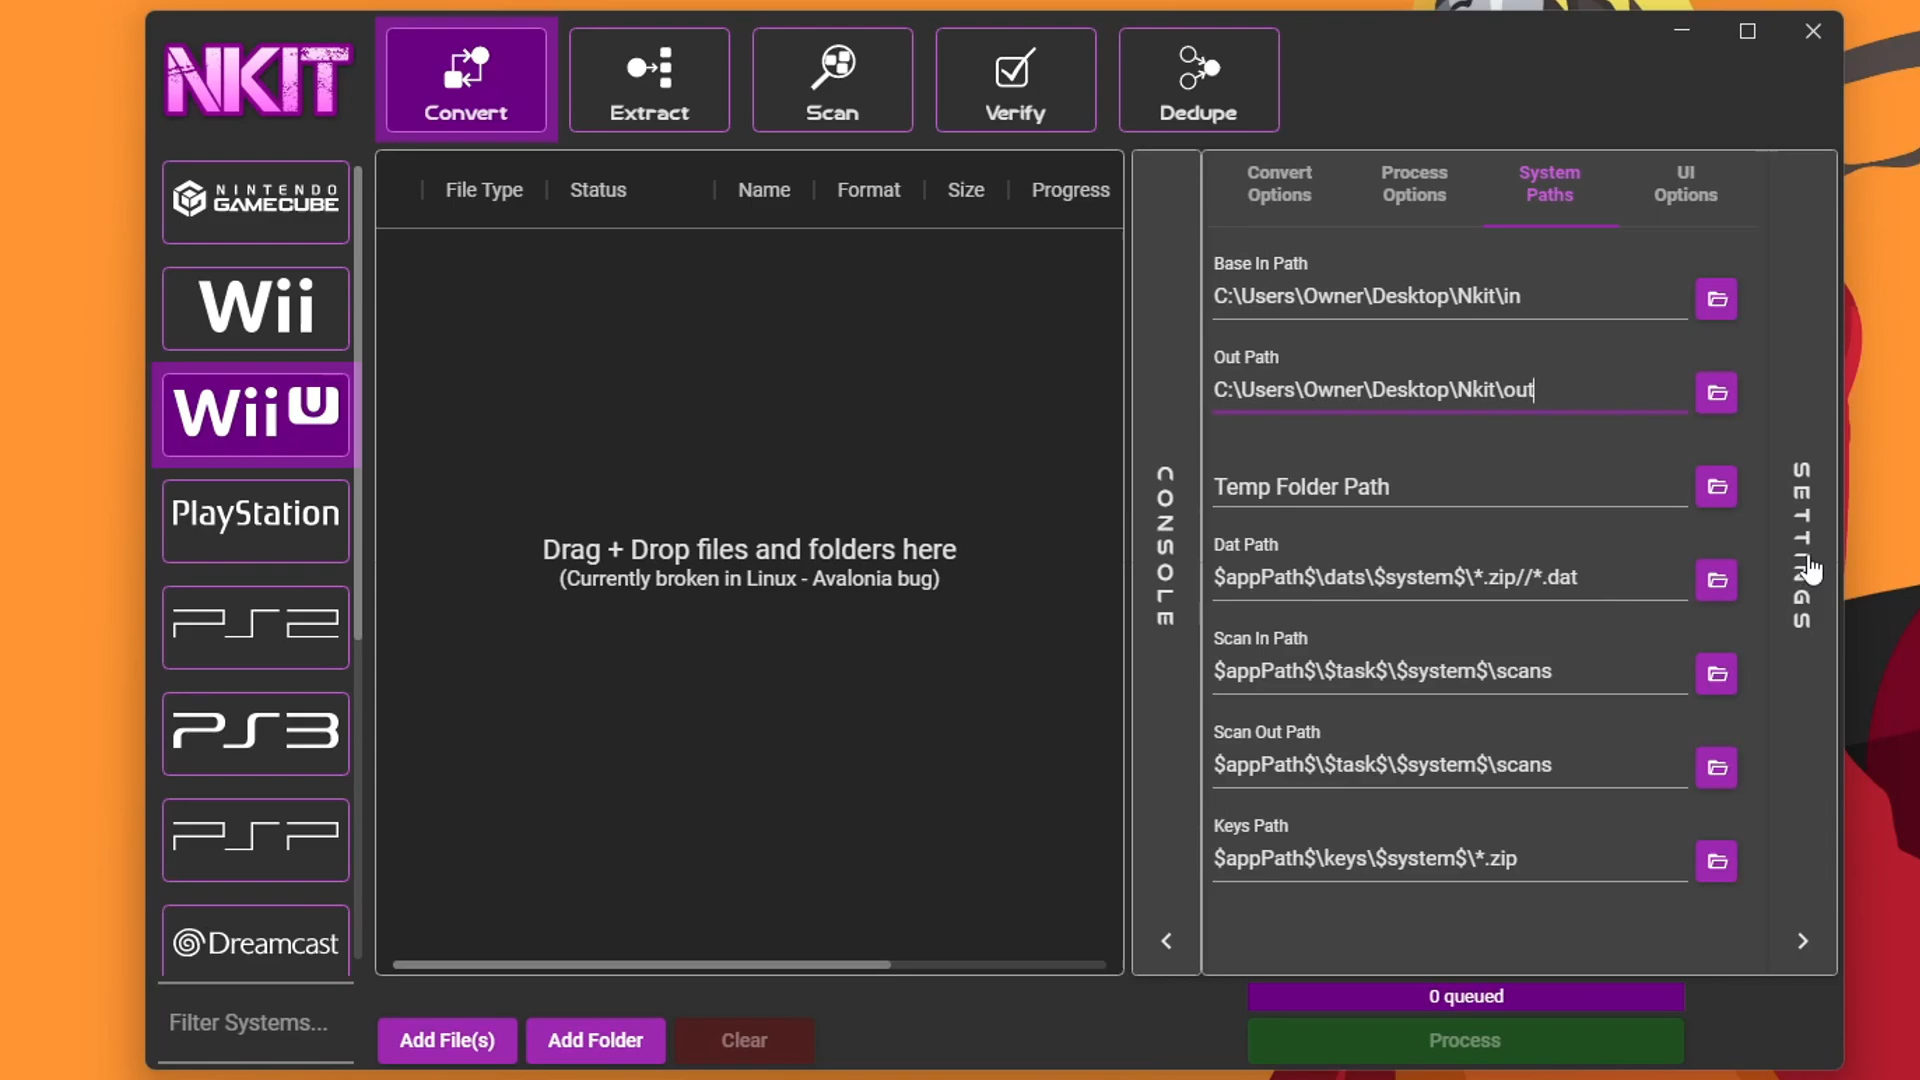 NKIT
Convert
Extract
Scan
Verify
Dedupe
NINTENDO
GAMECUBE
Wii
Wii U
PlayStation
PS2
PS3
PSP
Dreamcast
Filter Systems...
File Type
Status
Name
Format
Size
Progress
Drag + Drop files and folders here
(Currently broken in Linux - Avalonia bug)
Add File(s)
Add Folder
Clear
CONSOLE
Convert
Options
Process
Options
System
Paths
UI
Options
Base In Path
C:\Users\Owner\Desktop\Nkit\in
Out Path
C:\Users\Owner\Desktop\Nkit\out
Temp Folder Path
Dat Path
$appPath$\dats\$system$\*.zip//*.dat
Scan In Path
$appPath$\$task$\$system$\scans
Scan Out Path
$appPath$\$task$\$system$\scans
Keys Path
$appPath$\keys\$system$\*.zip
SETTINGS
0 queued
Process